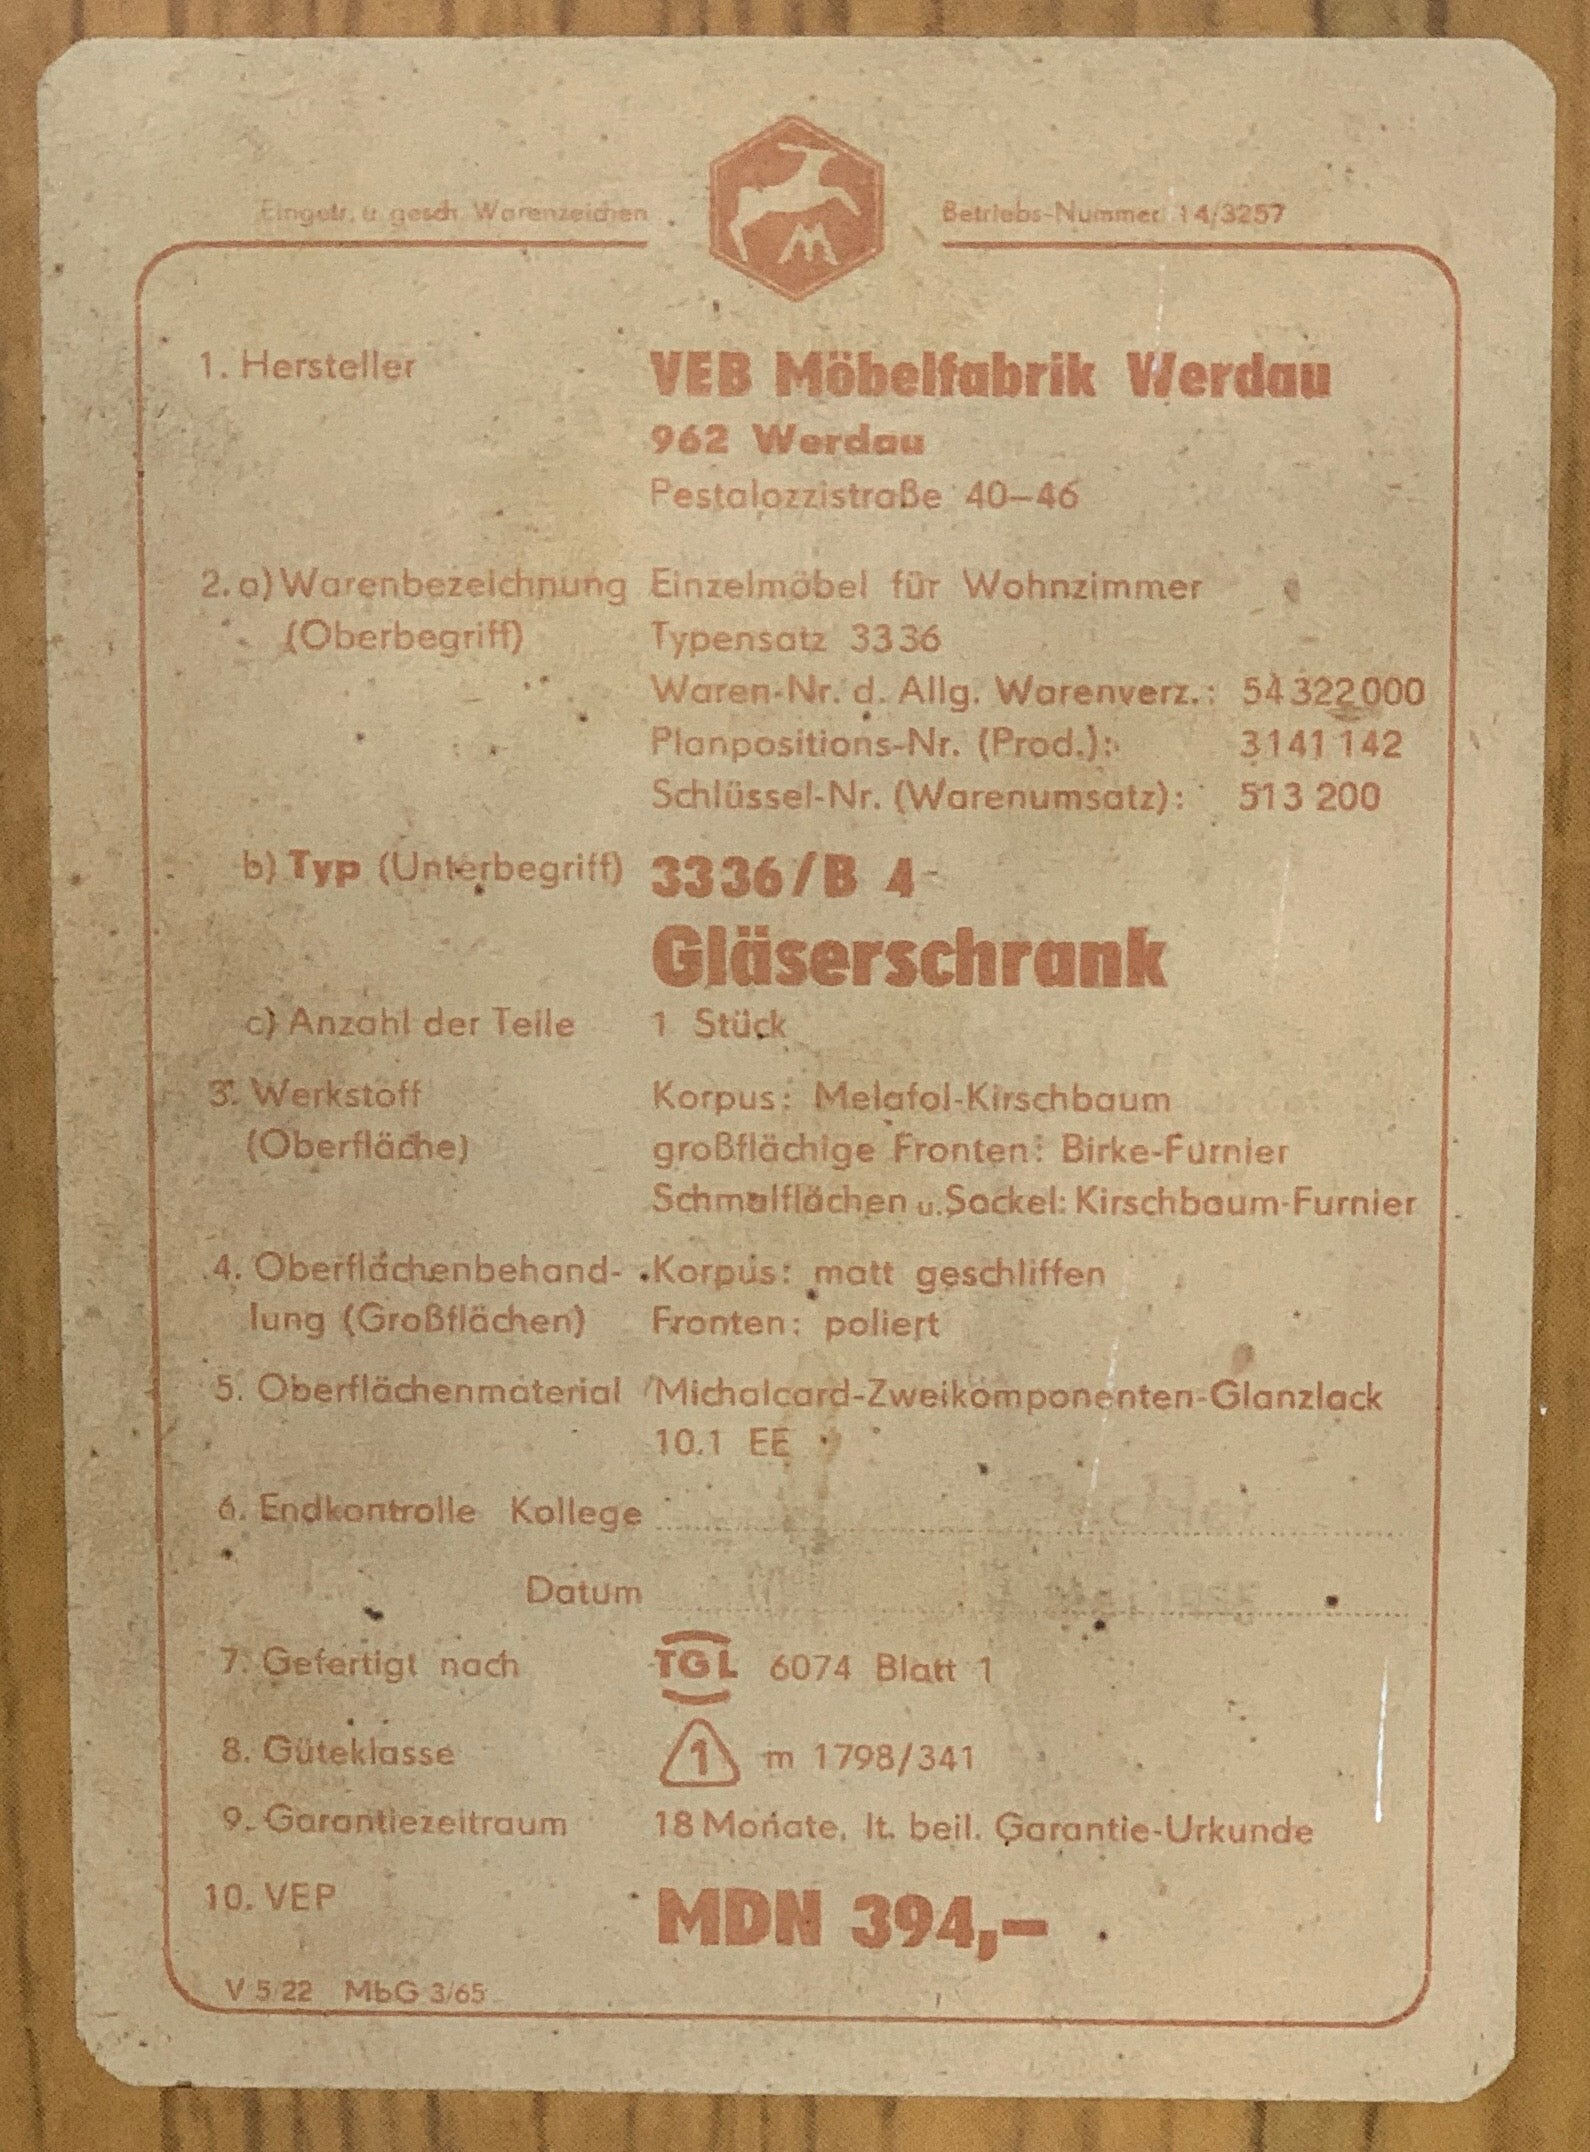 Eingetr. u. gesch. Warenzeichen
M
Betriebs-Nummer 14/3257
1. Hersteller VEB Möbelfabrik Werdau
962 Werdau
Pestalozzistraße 40–46
2. a) Warenbezeichnung Einzelmöbel für Wohnzimmer
(Oberbegriff) Typensatz 3336
Waren-Nr. d. Allg. Warenverz.: 54 322 000
Planpositions-Nr. (Prod.): 3141 142
Schlüssel-Nr. (Warenumsatz): 513 200
b) Typ (Unterbegriff) 3336/B 4
Gläserschrank
c) Anzahl der Teile 1 Stück
3. Werkstoff Korpus: Melafol-Kirschbaum
(Oberfläche) großflächige Fronten: Birke-Furnier
Schmalflächen u. Sockel: Kirschbaum-Furnier
4. Oberflächenbehand- Korpus: matt geschliffen
lung (Großflächen) Fronten: poliert
5. Oberflächenmaterial Michalcard-Zweikomponenten-Glanzlack
10.1 EE
6. Endkontrolle Kollege
Datum
7. Gefertigt nach TGL 6074 Blatt 1
8. Güteklasse 1 m 1798/341
9. Garantiezeitraum 18 Monate, lt. beil. Garantie-Urkunde
10. VEP MDN 394,–
V 5/22 MbG 3/65